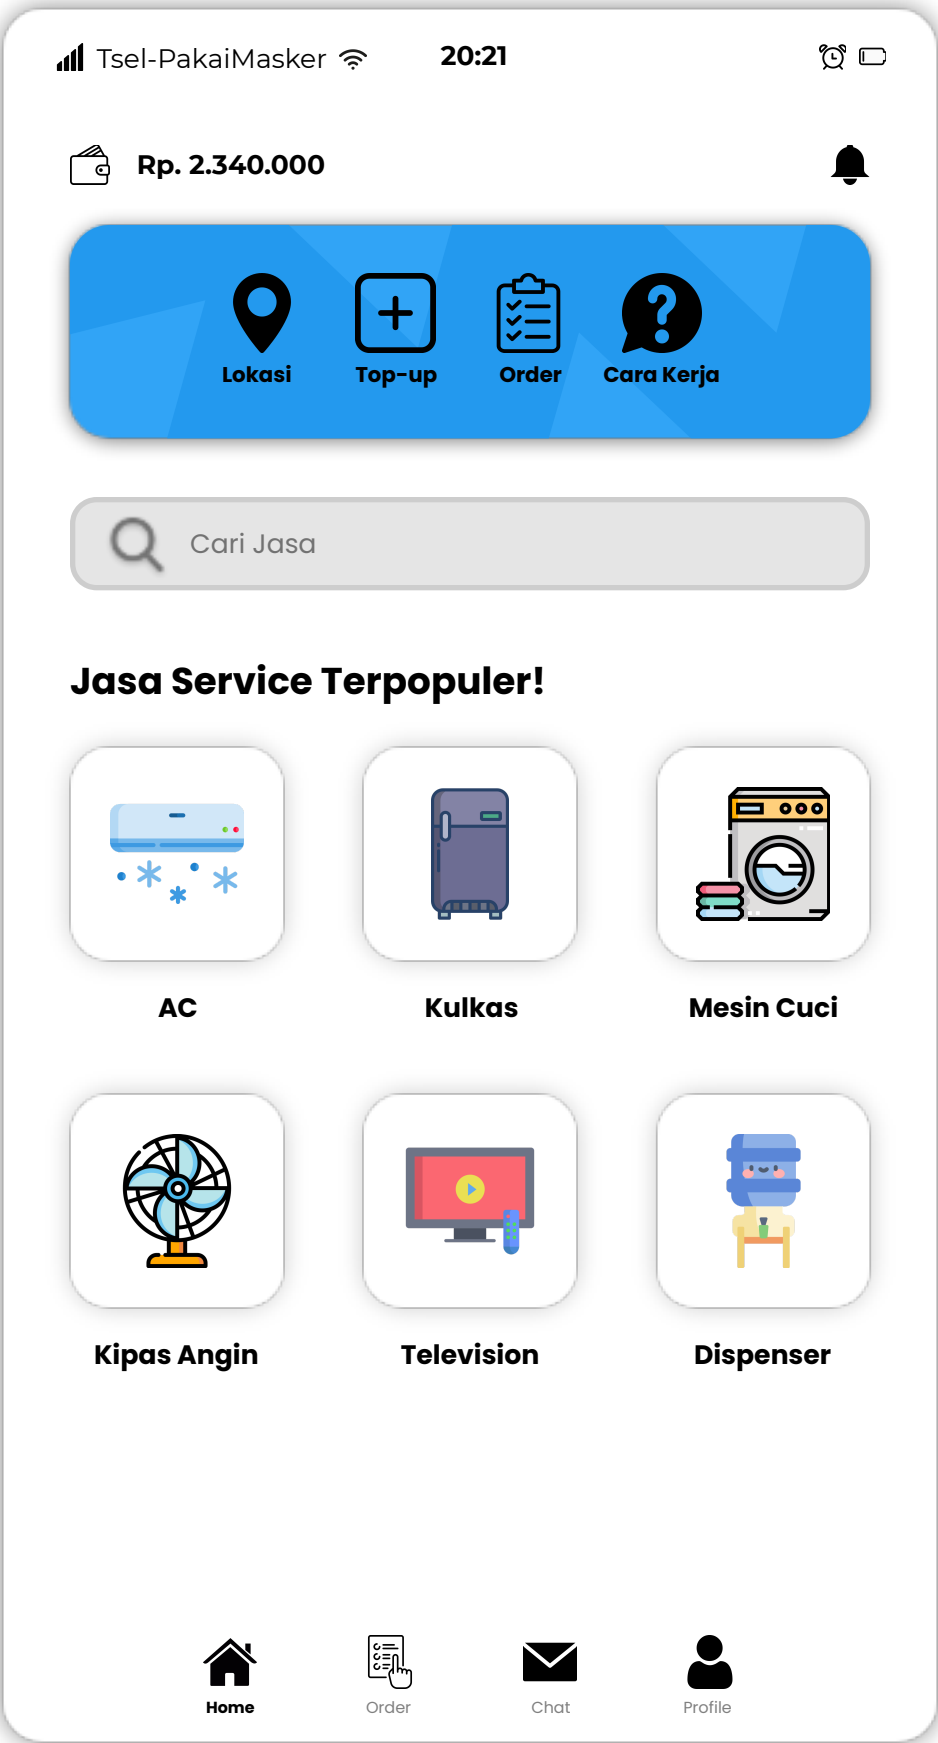 Tsel-PakaiMasker 20:21
Rp. 2.340.000
Lokasi Top-up Order Cara Kerja
Cari Jasa
Jasa Service Terpopuler!
AC Kulkas Mesin Cuci
Kipas Angin Television Dispenser
Home Order Chat Profile